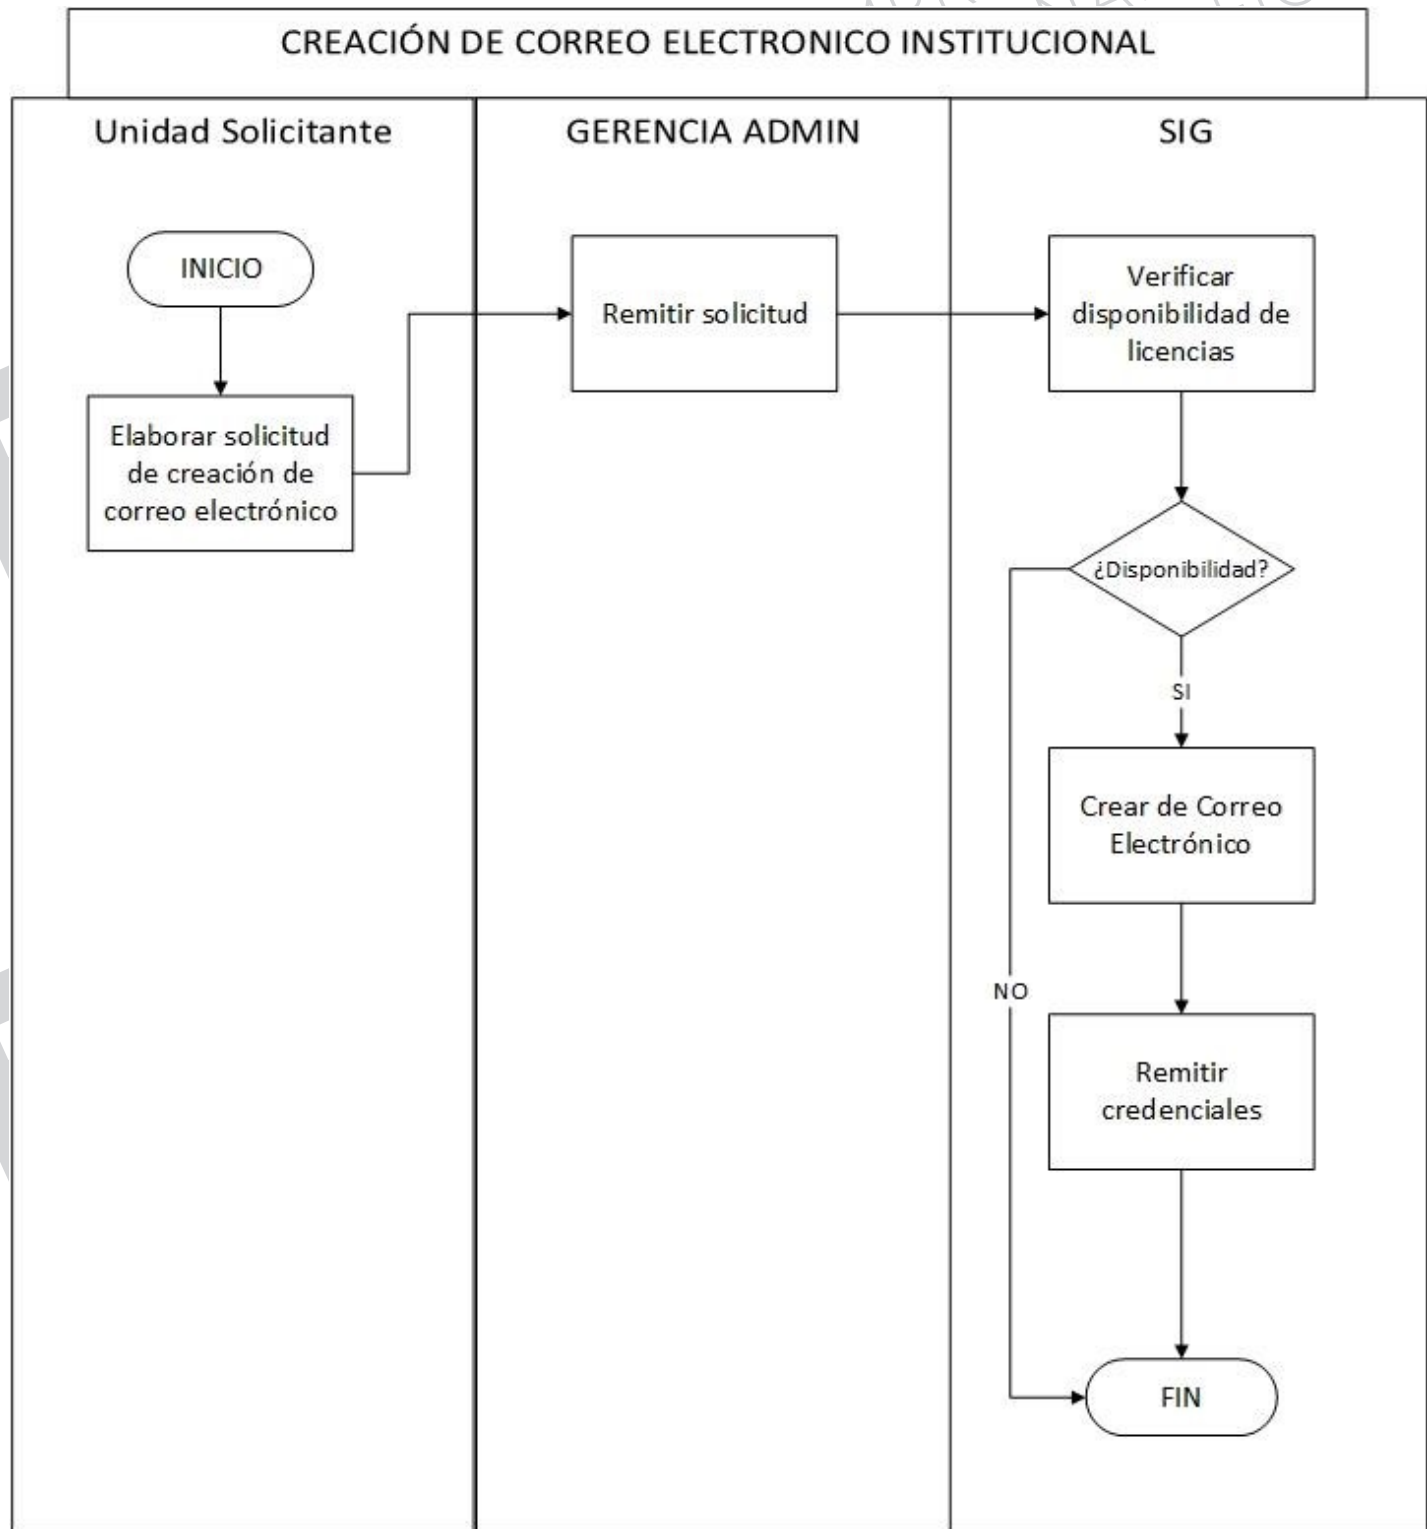 CREACIÓN DE CORREO ELECTRONICO INSTITUCIONAL
Unidad Solicitante
GERENCIA ADMIN
SIG
INICIO
Elaborar solicitud
de creación de
correo electrónico
Remitir solicitud
Verificar
disponibilidad de
licencias
¿Disponibilidad?
SI
Crear de Correo
Electrónico
NO
Remitir
credenciales
FIN